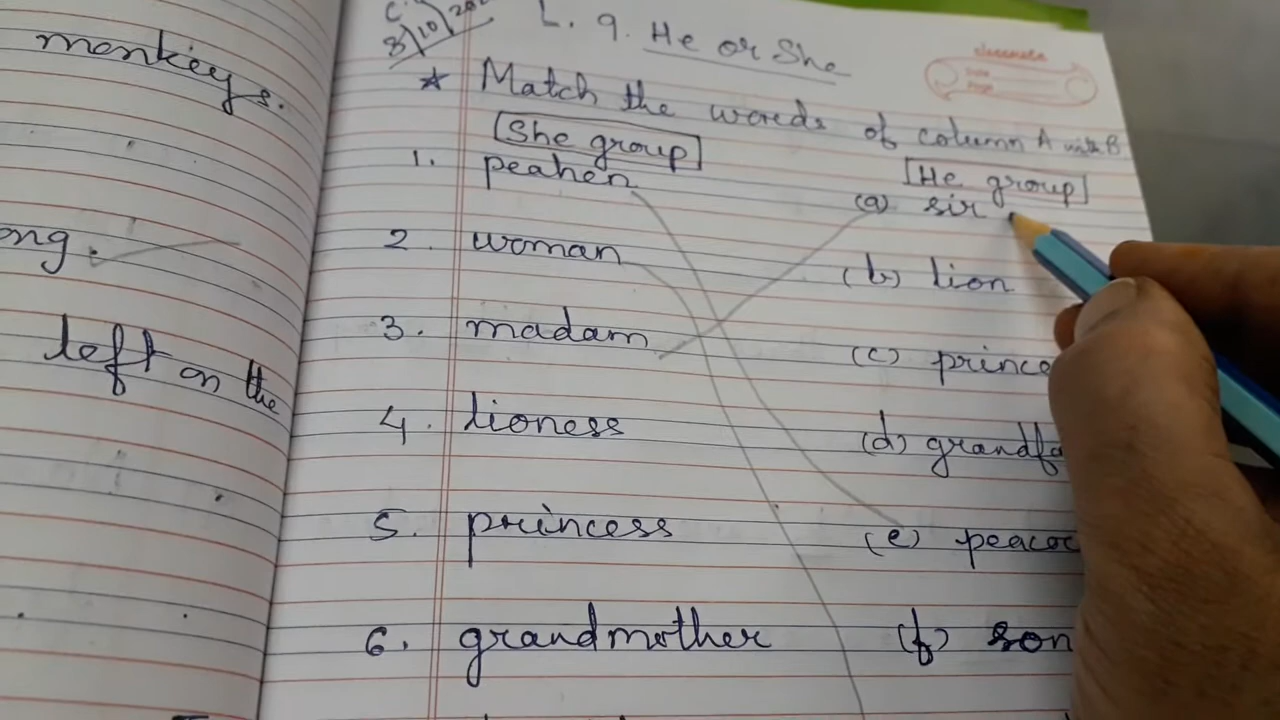 monkeys.
ong.
left on the
8/10/202
L. 9. He or She
★ Match the words of column A with B.
[She group] [He group]
1. peahen (a) sir
2. woman (b) lion
3. madam (c) prince
4. lioness (d) grandfa
5. princess (e) peacoc
6. grandmother (f) son